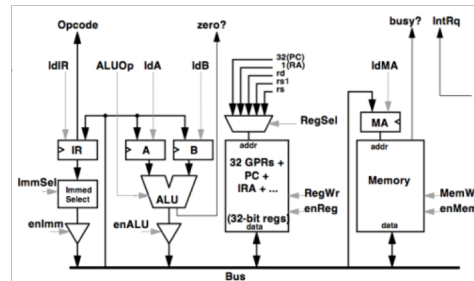 Opcode
zero?
busy?
IntRq
ldIR
ALUOp
ldA
ldB
32(PC)
1(RA)
rd
rs1
rs
ldMA
RegSel
MA
addr
addr
IR
A
B
32 GPRs +
PC +
IRA + ...
(32-bit regs)
data
Memory
data
ImmSel
Immed
Select
ALU
RegWr
enReg
MemW
enMem
enImm
enALU
Bus